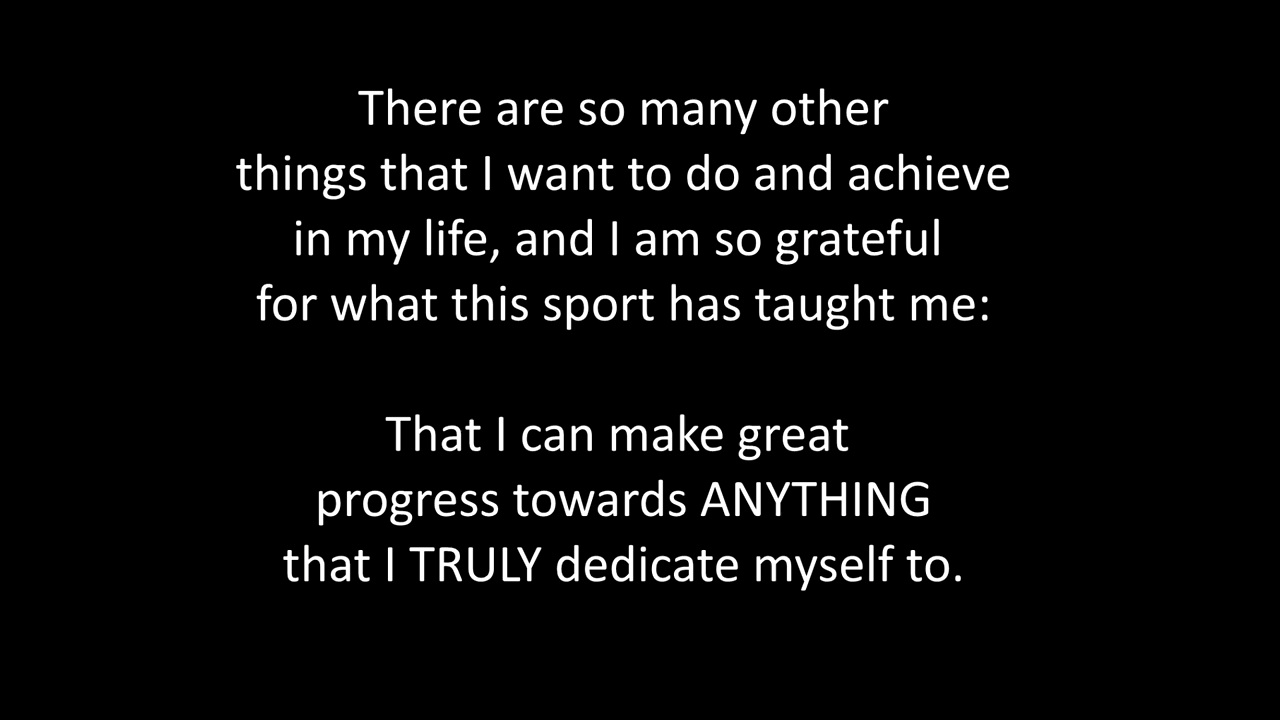 There are so many other
things that I want to do and achieve
in my life, and I am so grateful
for what this sport has taught me:
That I can make great
progress towards ANYTHING
that I TRULY dedicate myself to.